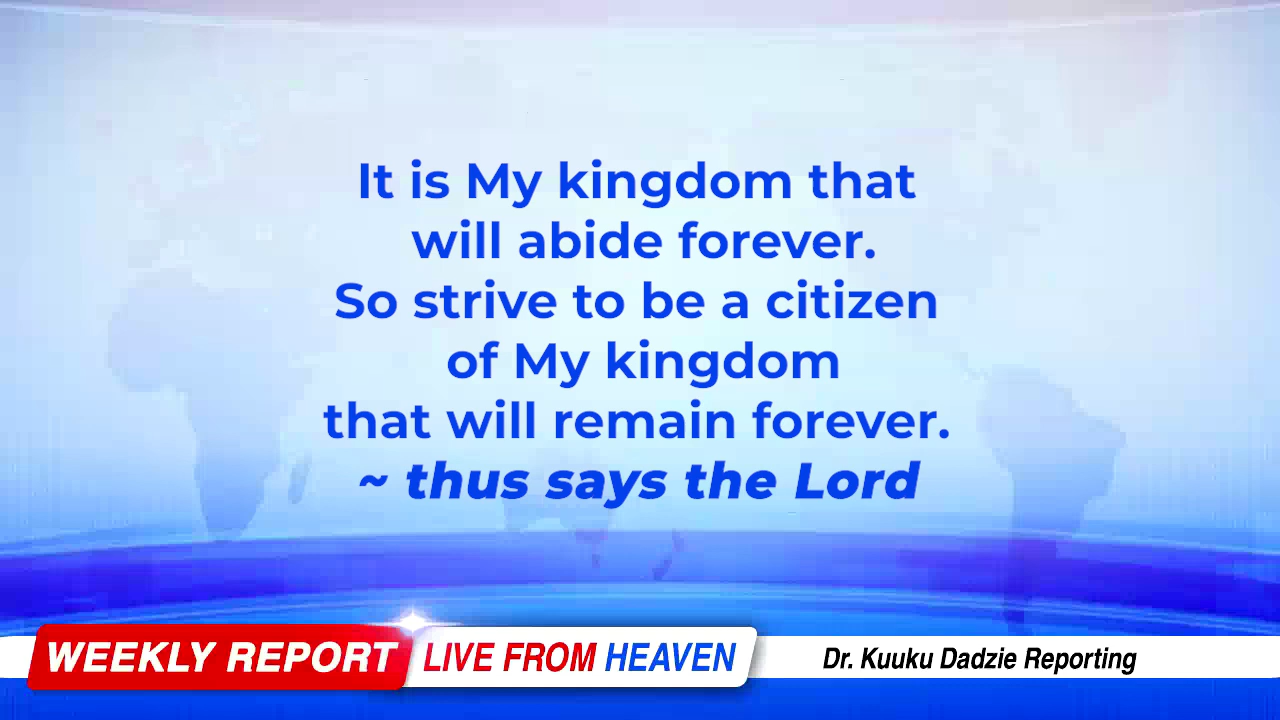 It is My kingdom that
will abide forever.
So strive to be a citizen
of My kingdom
that will remain forever.
~ thus says the Lord
WEEKLY REPORT LIVE FROM HEAVEN Dr. Kuuku Dadzie Reporting